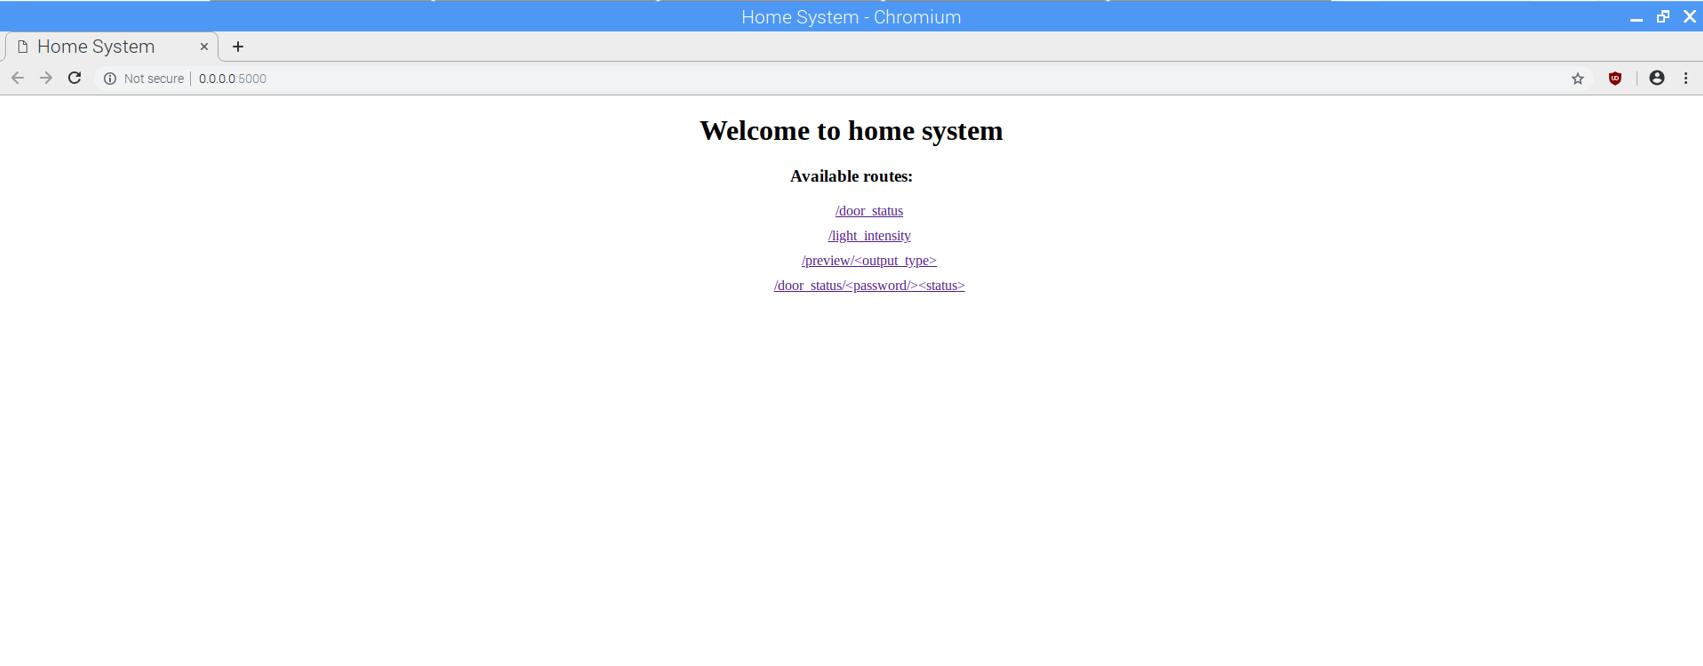 Home System - Chromium
Home System
Not secure 0.0.0.0:5000
Welcome to home system
Available routes:
/door_status
/light_intensity
/preview/<output_type>
/door_status/<password/><status>